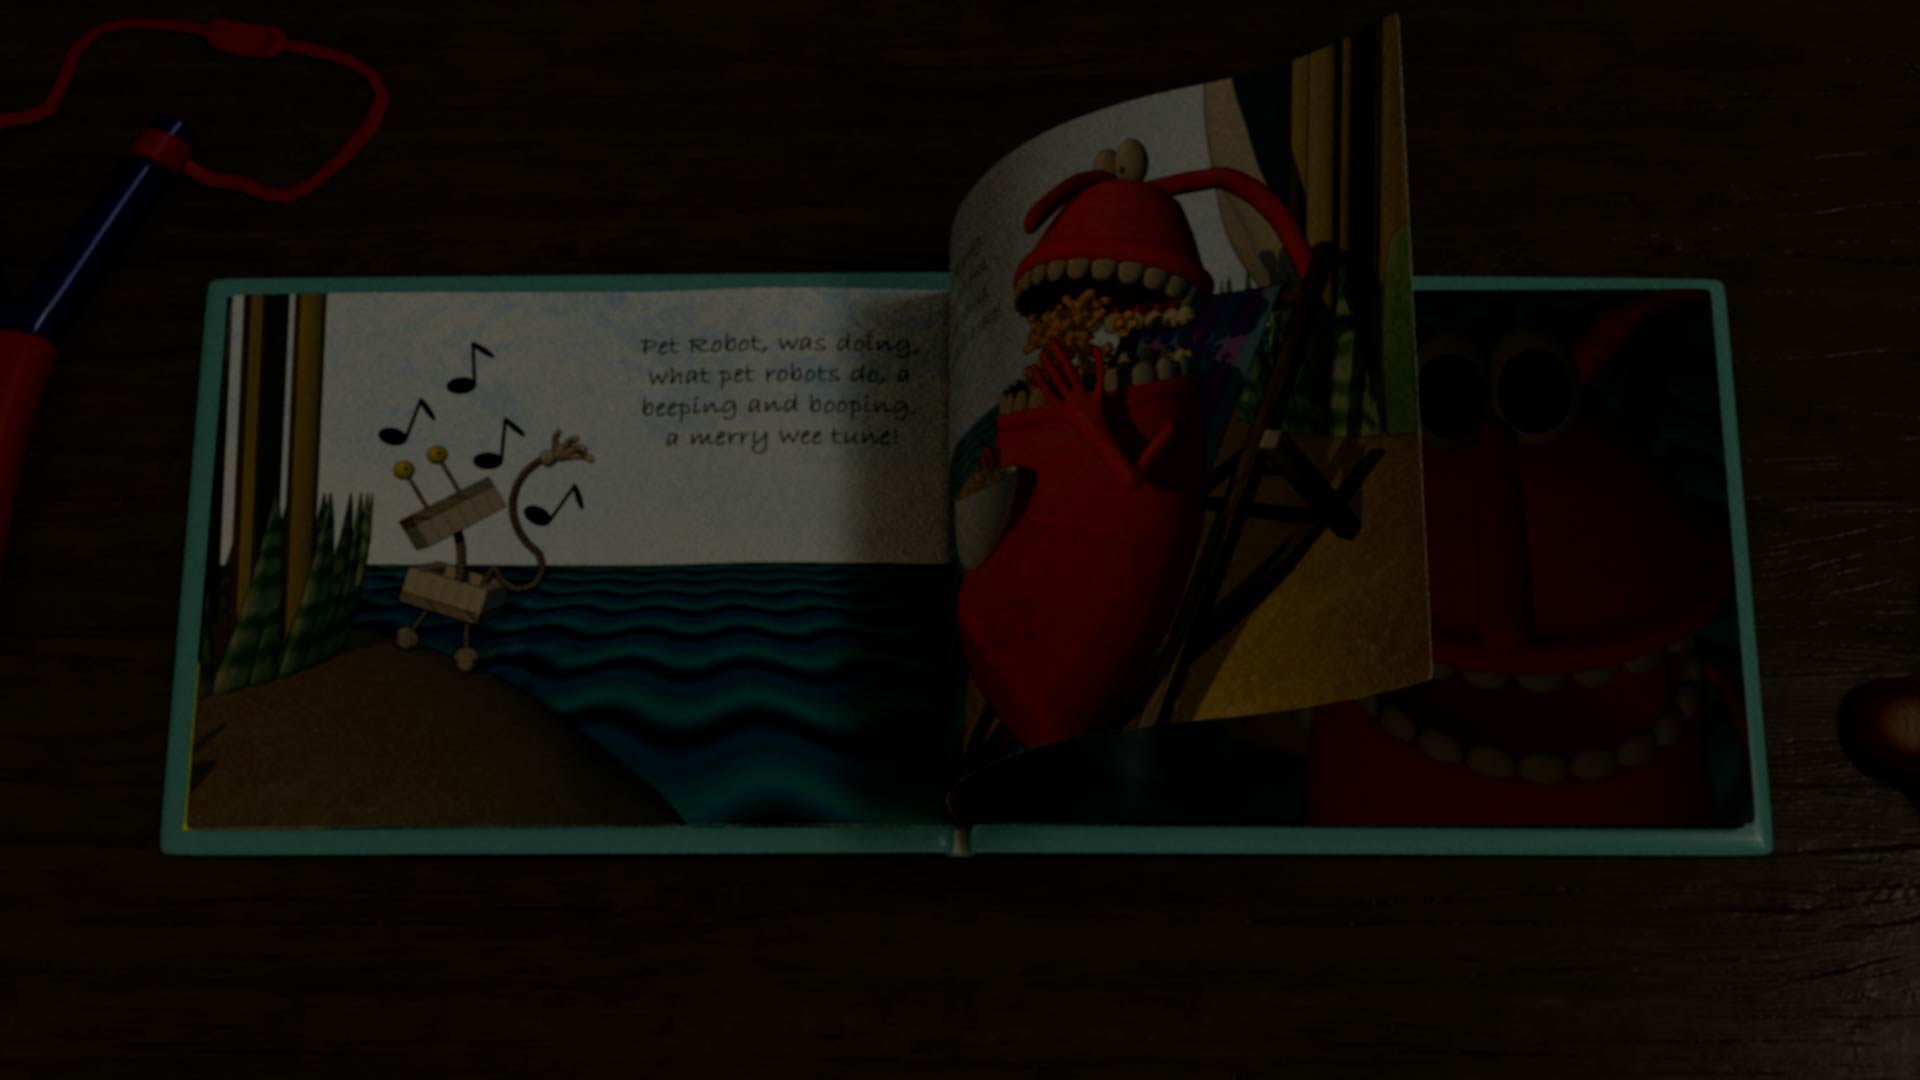 Pet Robot, was doing,
what pet robots do, a
beeping and booping,
a merry wee tune!